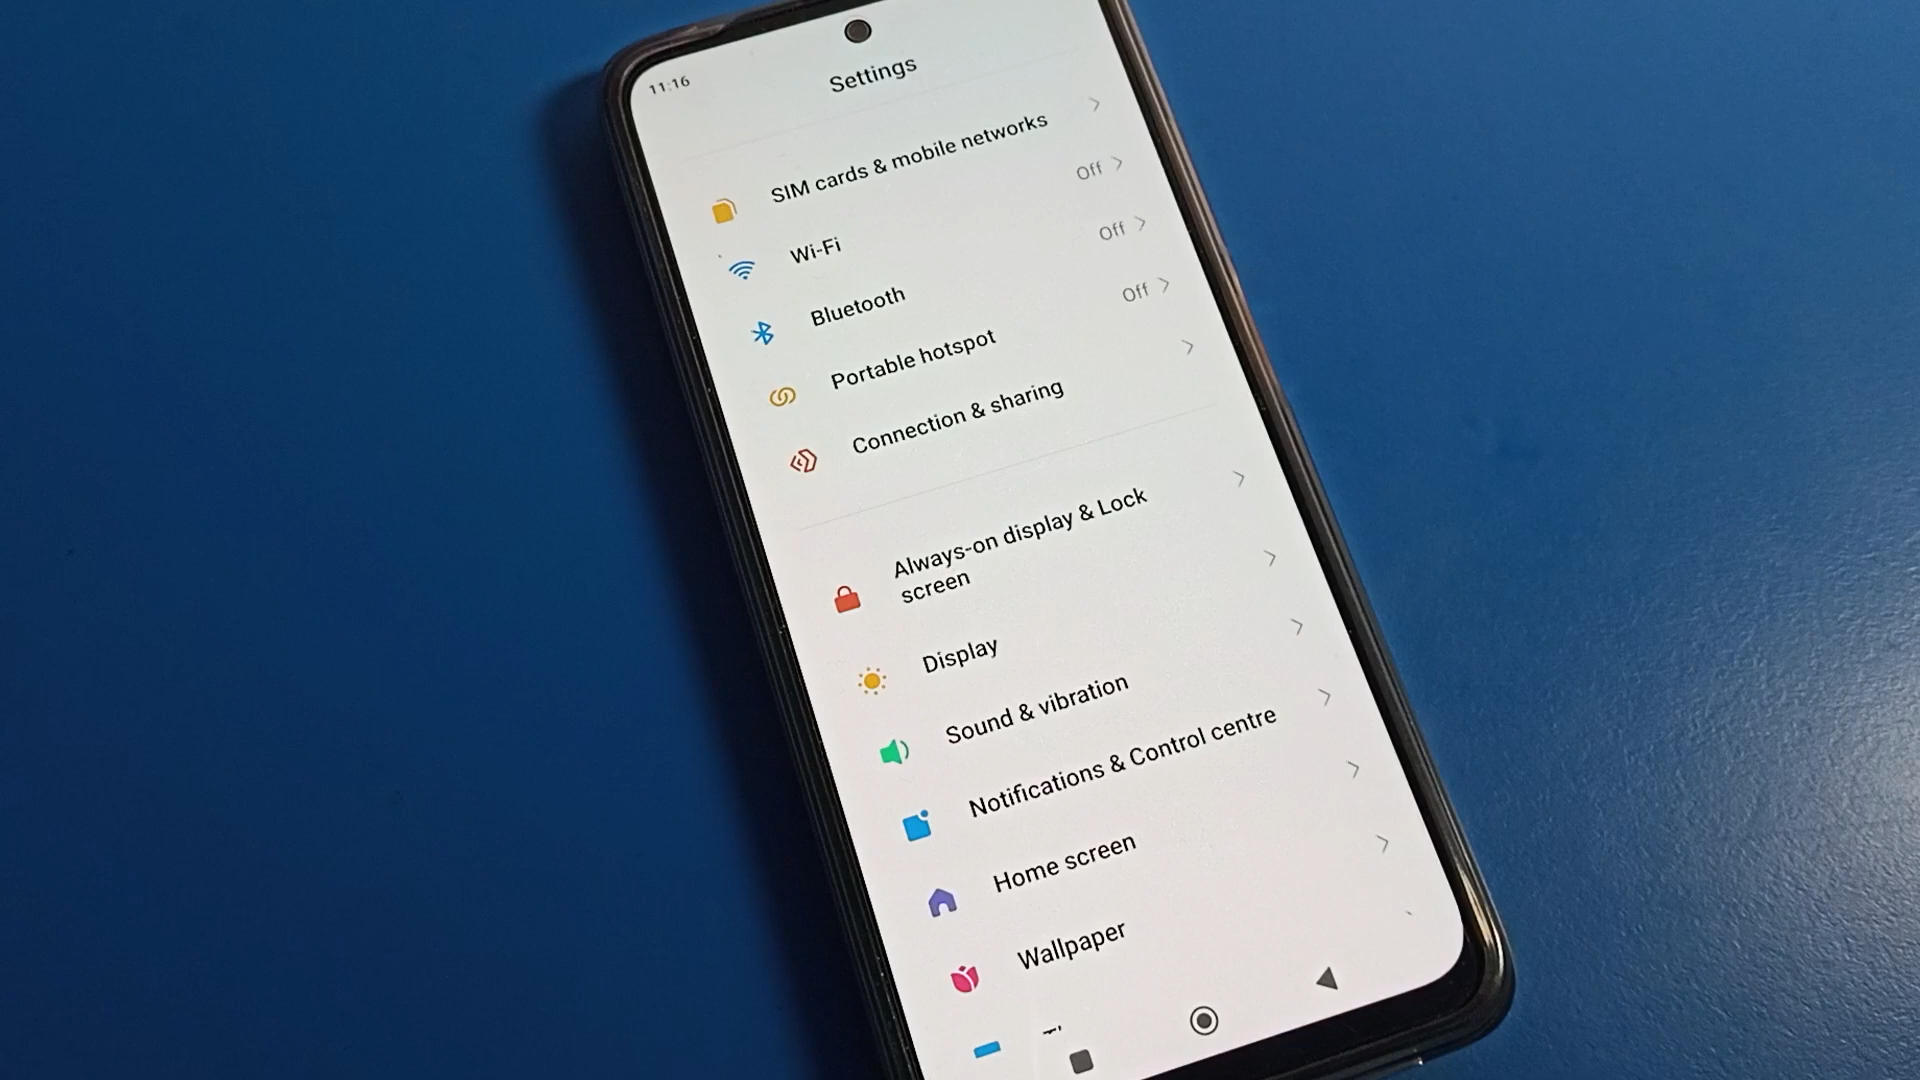 11:16
Settings
SIM cards & mobile networks
Wi-Fi
Off
Bluetooth
Off
Portable hotspot
Off
Connection & sharing
Always-on display & Lock
screen
Display
Sound & vibration
Notifications & Control centre
Home screen
Wallpaper